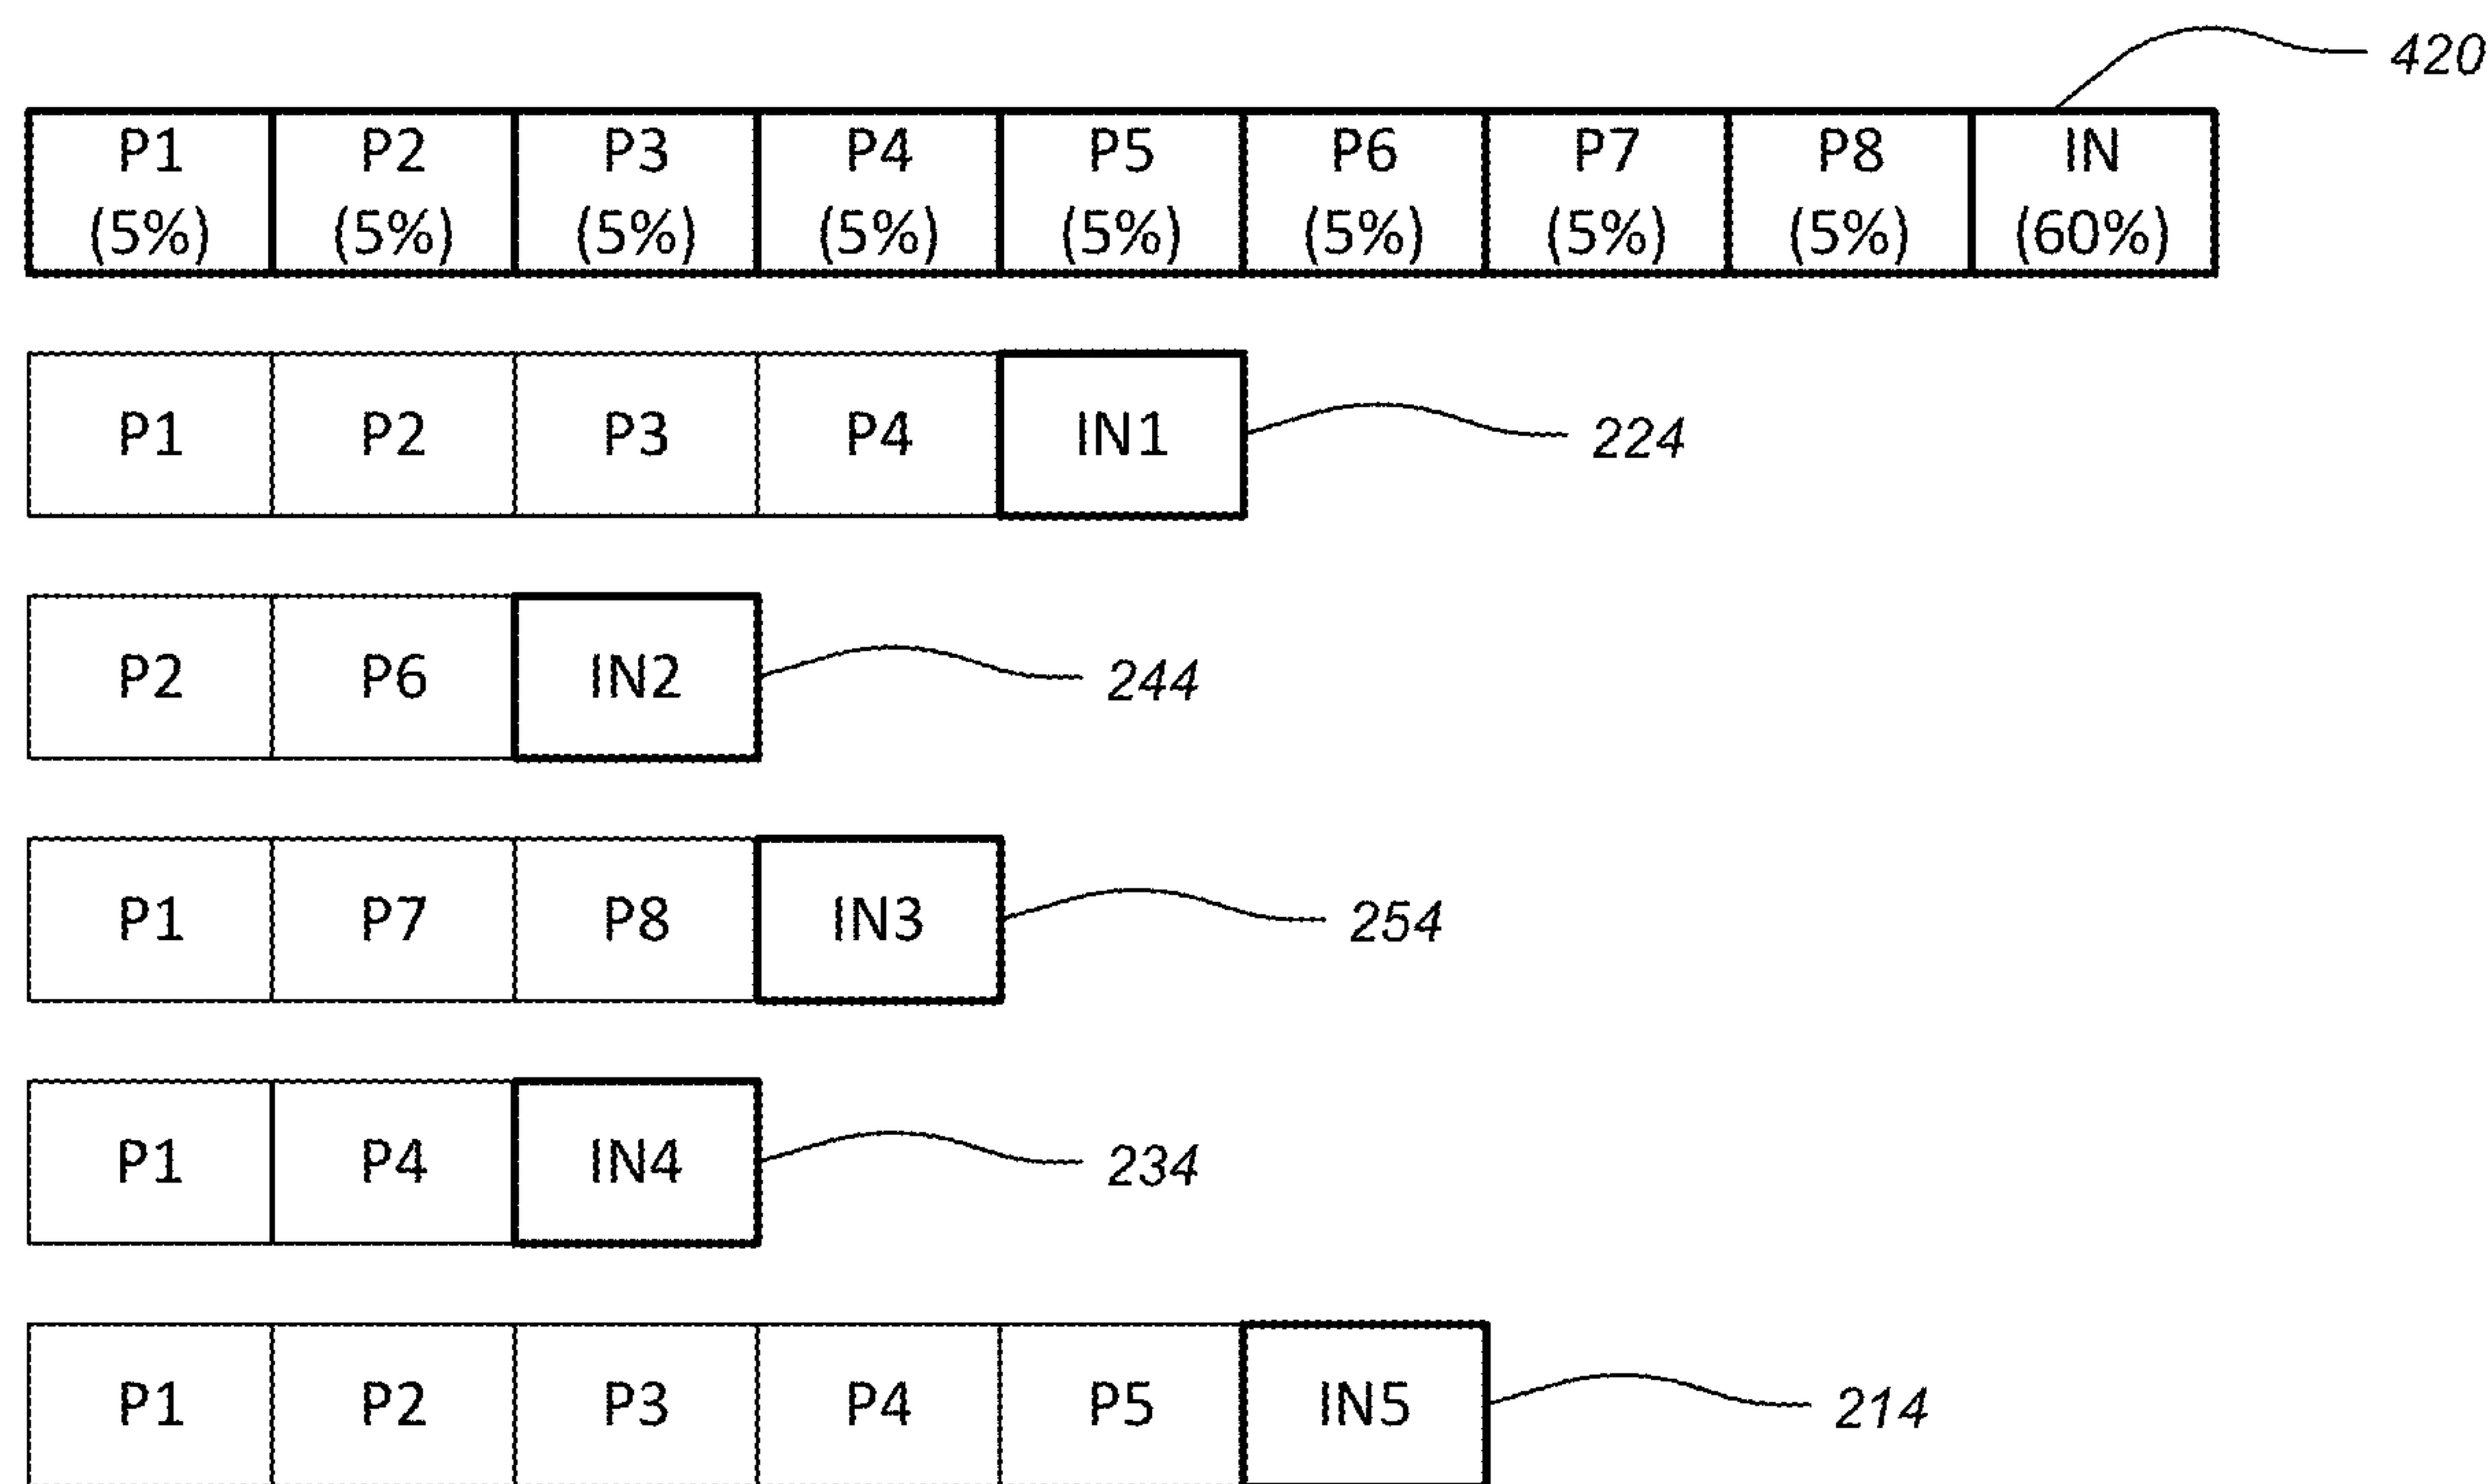 420
P1 P2 P3 P4 P5 P6 P7 P8 IN
(5%) (5%) (5%) (5%) (5%) (5%) (5%) (5%) (60%)
P1 P2 P3 P4 IN1 224
P2 P6 IN2 244
P1 P7 P8 IN3 254
P1 P4 IN4 234
P1 P2 P3 P4 P5 IN5 214